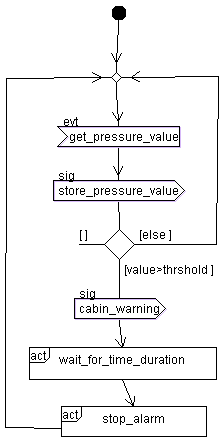 evt
get_pressure_value
sig
store_pressure_value
[ ]
[else ]
[value>thrshold ]
sig
cabin_warning
act
wait_for_time_duration
act
stop_alarm